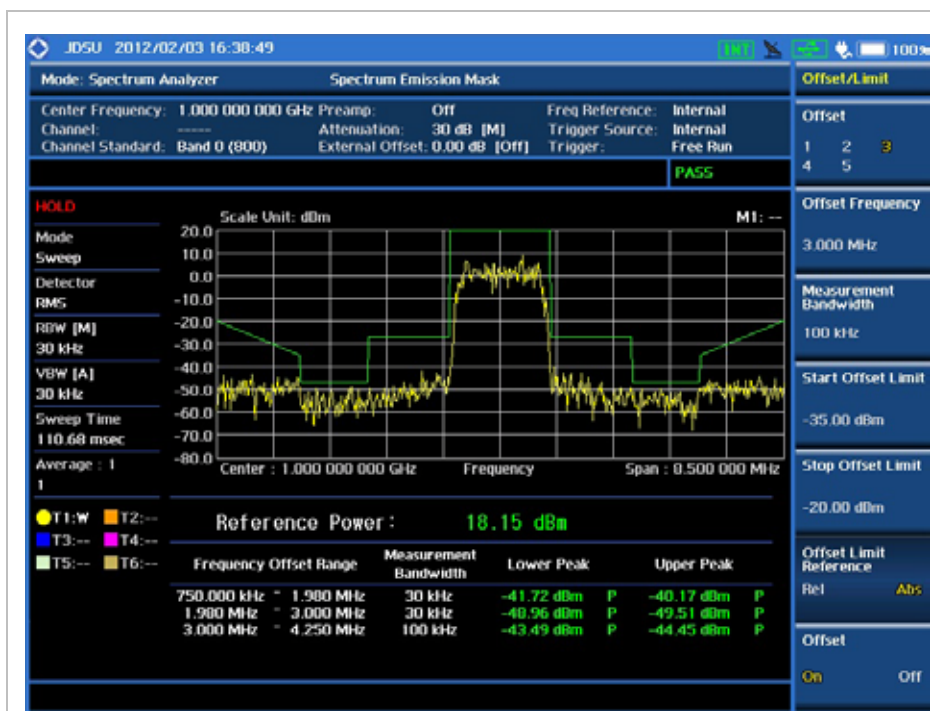 JDSU 2012/02/03 16:38:49 INT 100%
Mode: Spectrum Analyzer Spectrum Emission Mask
Center Frequency: 1.000 000 000 GHz Preamp: Off Freq Reference: Internal
Channel: ----- Attenuation: 30 dB [M] Trigger Source: Internal
Channel Standard: Band 0 (800) External Offset: 0.00 dB [Off] Trigger: Free Run
PASS
HOLD
Mode
Sweep
Detector
RMS
RBW [M]
30 kHz
VBW [A]
30 kHz
Sweep Time
110.68 msec
Average : 1
1
T1:W T2:--
T3:-- T4:--
T5:-- T6:--
Scale Unit: dBm M1: --
20.0
10.0
0.0
-10.0
-20.0
-30.0
-40.0
-50.0
-60.0
-70.0
-80.0
Center : 1.000 000 000 GHz Frequency Span : 8.500 000 MHz
Reference Power: 18.15 dBm
Frequency Offset Range Measurement Bandwidth Lower Peak Upper Peak
750.000 kHz ~ 1.980 MHz 30 kHz -41.72 dBm P -40.17 dBm P
1.980 MHz ~ 3.000 MHz 30 kHz -48.96 dBm P -49.51 dBm P
3.000 MHz ~ 4.250 MHz 100 kHz -43.49 dBm P -44.45 dBm P
Offset/Limit
Offset
1 2 3
4 5
Offset Frequency
3.000 MHz
Measurement
Bandwidth
100 kHz
Start Offset Limit
-35.00 dBm
Stop Offset Limit
-20.00 dBm
Offset Limit
Reference
Rel Abs
Offset
On Off